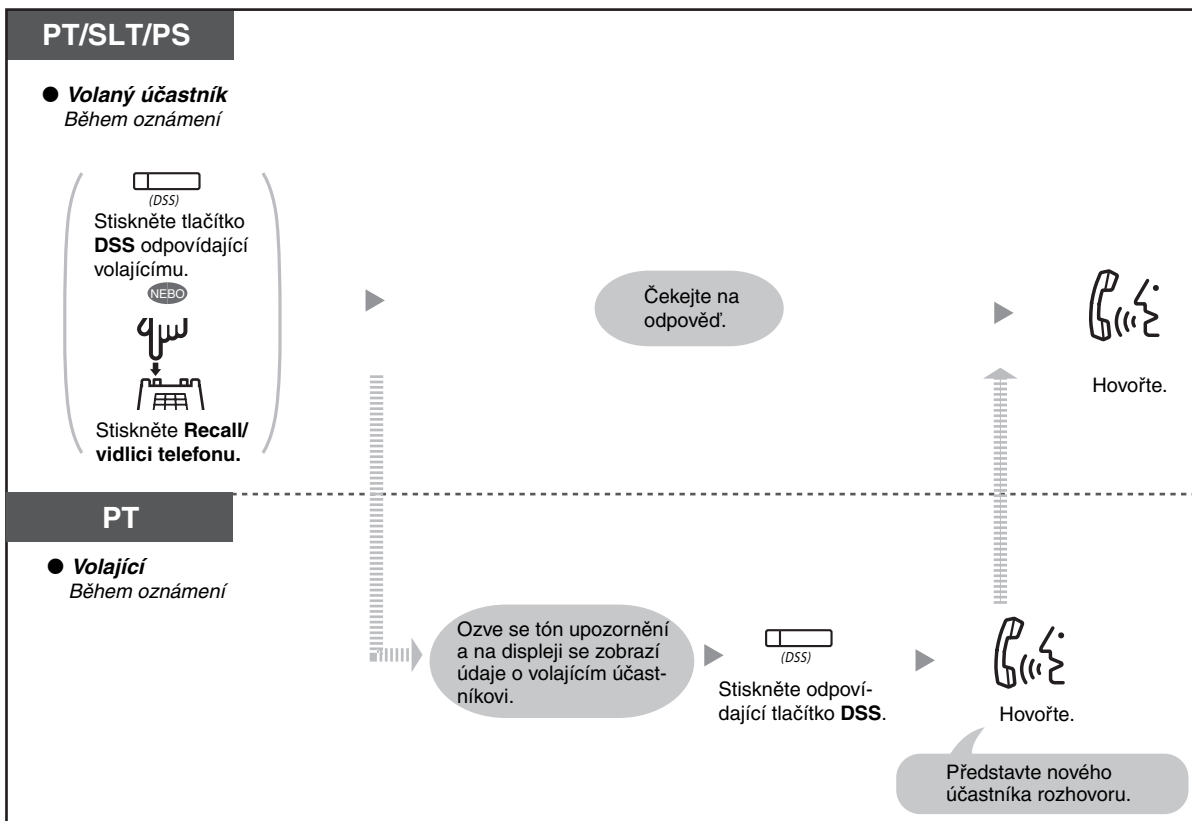 PT/SLT/PS
● Volaný účastník
Během oznámení
(DSS)
Stiskněte tlačítko
DSS odpovídající
volajícímu.
NEBO
Stiskněte Recall/
vidlici telefonu.
Čekejte na
odpověď.
Hovořte.
PT
● Volající
Během oznámení
Ozve se tón upozornění
a na displeji se zobrazí
údaje o volajícím účast-
níkovi.
(DSS)
Stiskněte odpoví-
dající tlačítko DSS.
Hovořte.
Představte nového
účastníka rozhovoru.